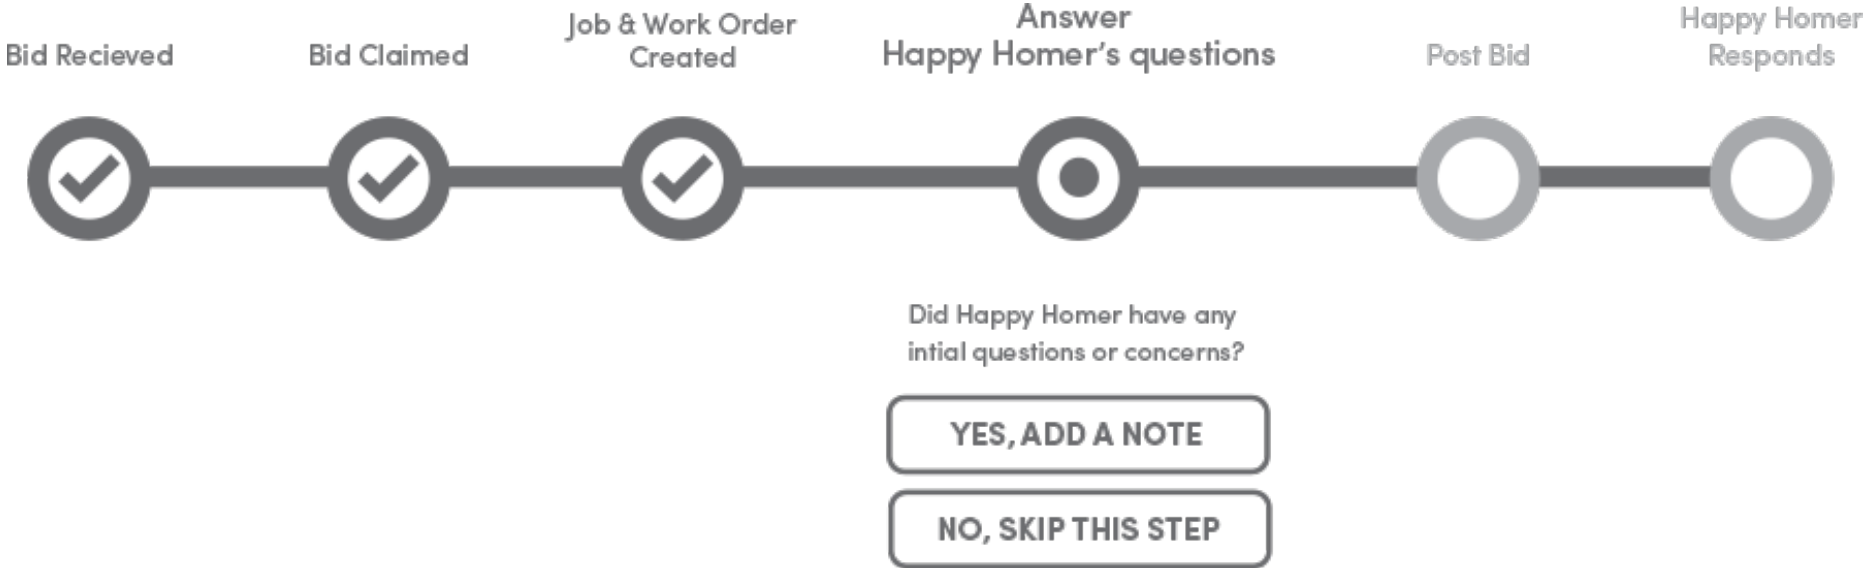 Bid Recieved
Bid Claimed
Job & Work Order
Created
Answer
Happy Homer's questions
Post Bid
Happy Homer
Responds
Did Happy Homer have any
intial questions or concerns?
YES, ADD A NOTE
NO, SKIP THIS STEP